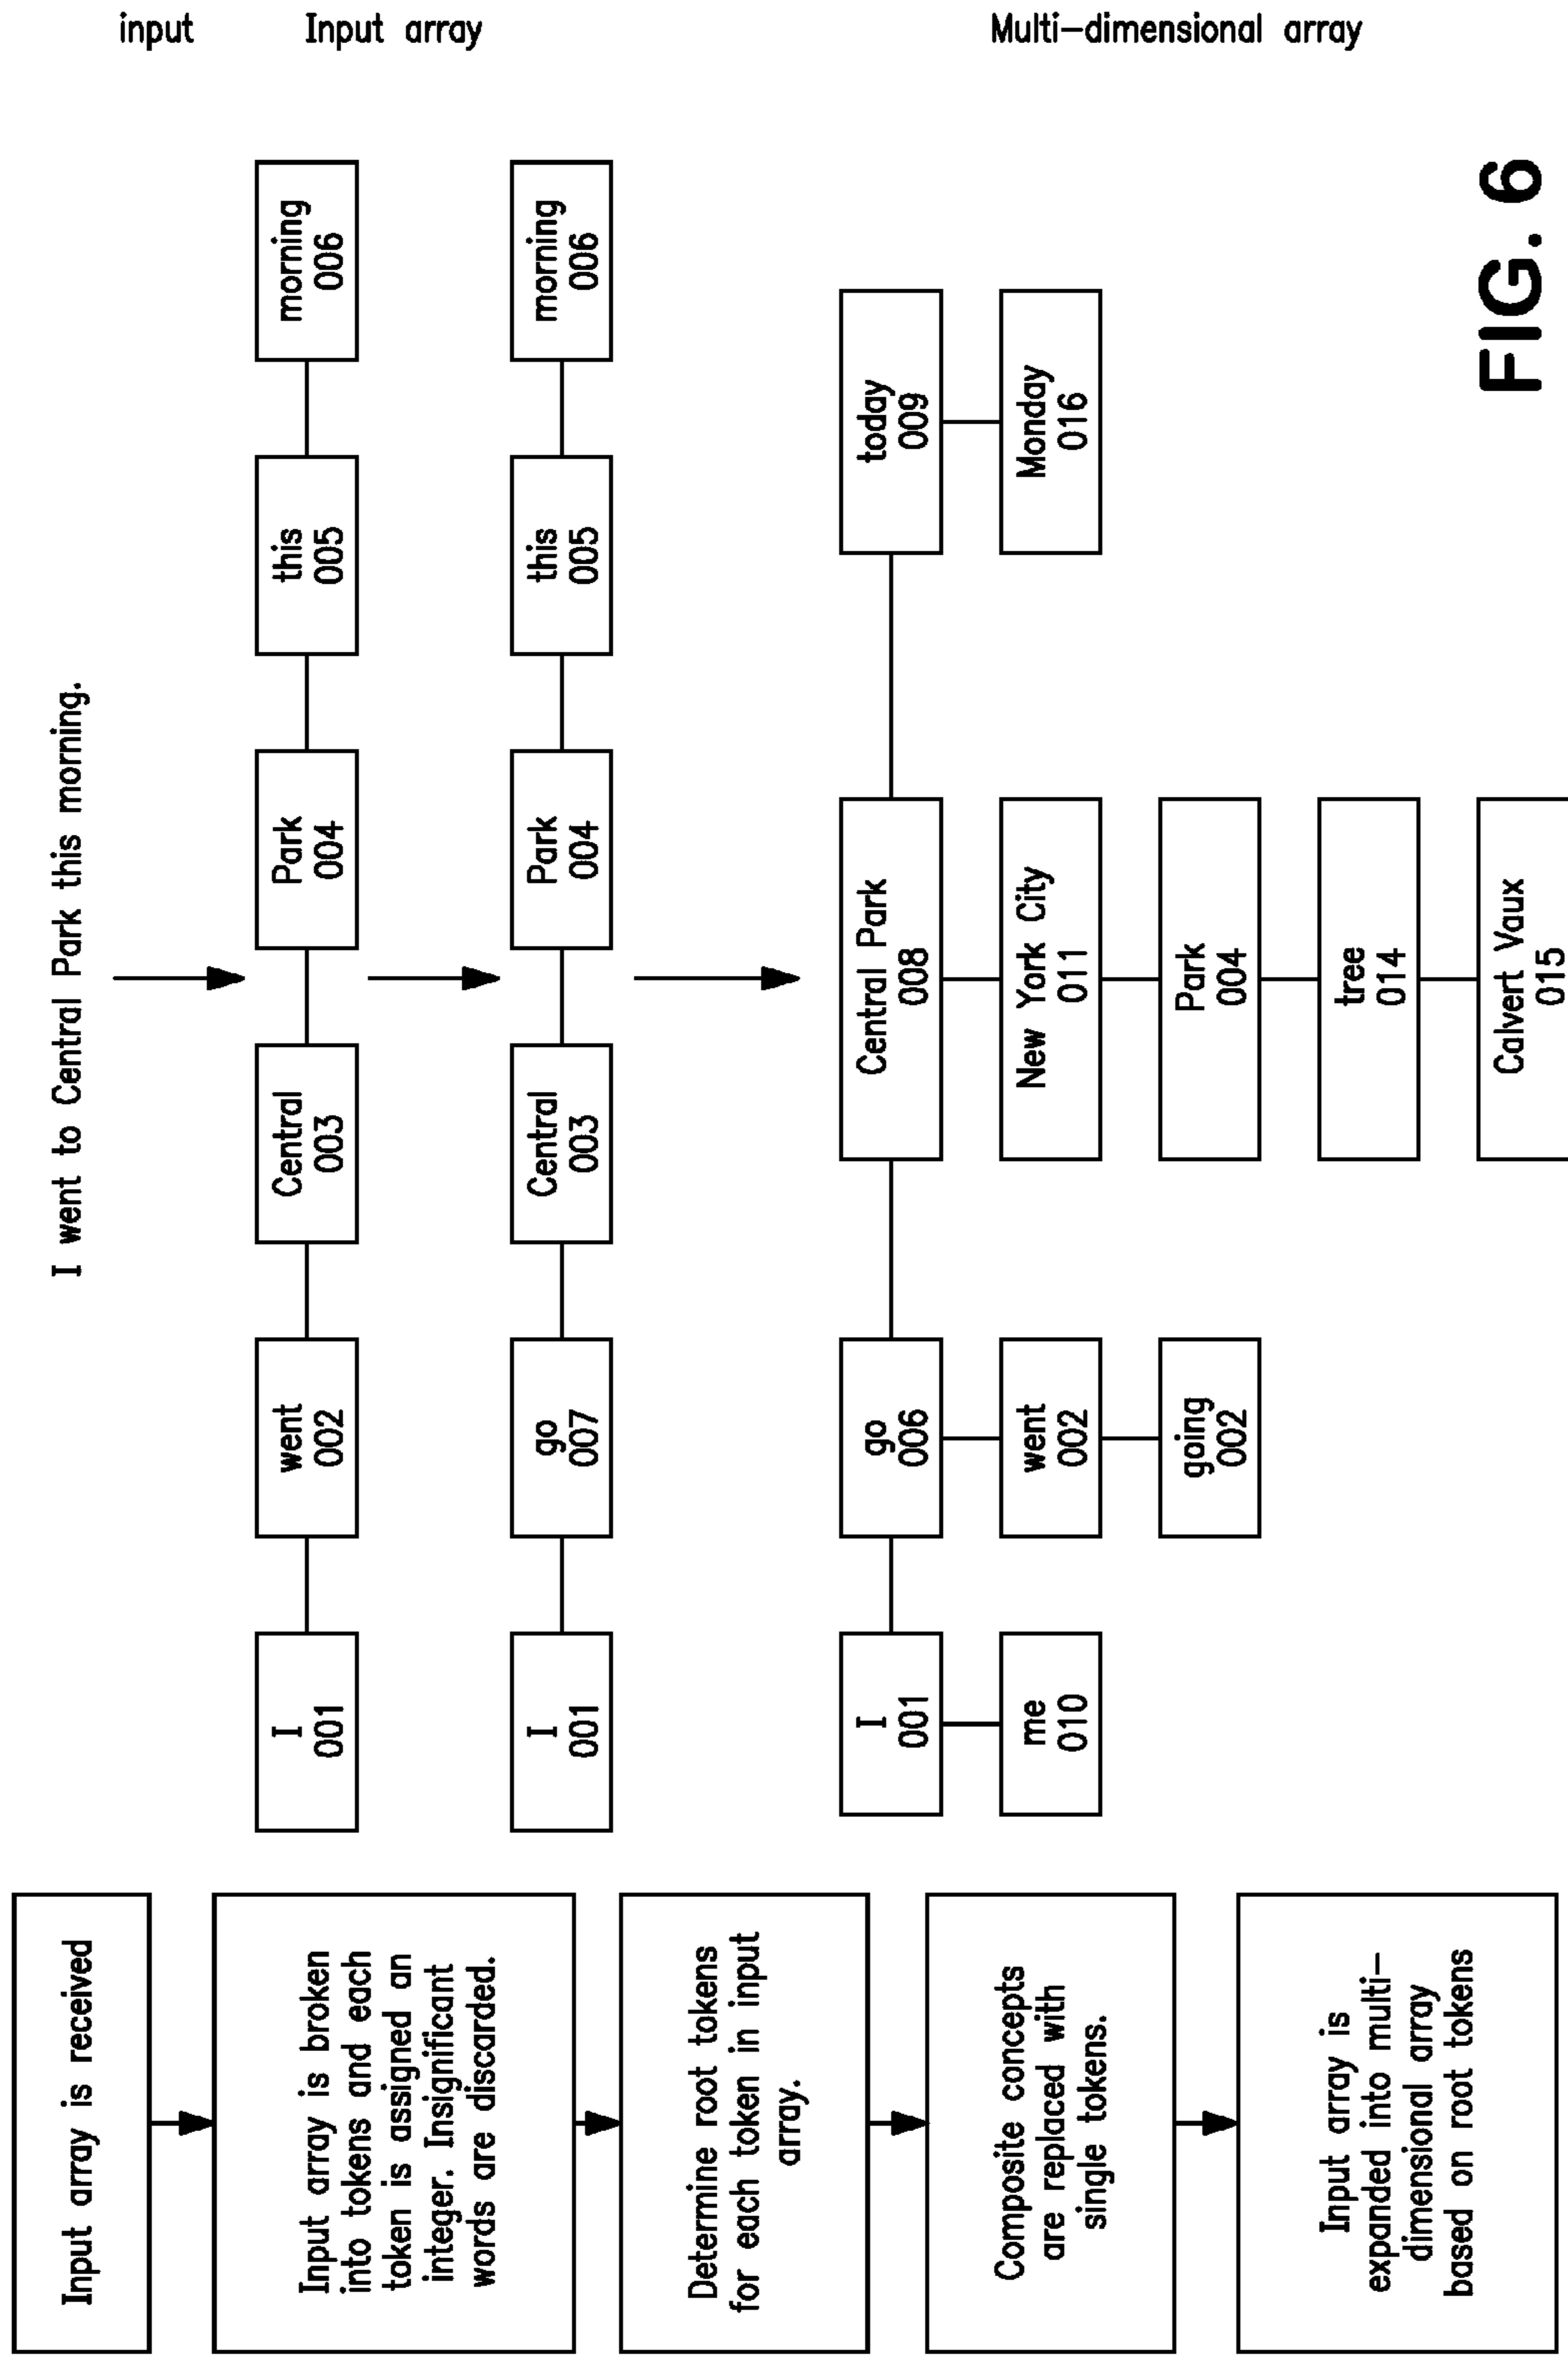 Input array is received
Input array is broken
into tokens and each
token is assigned an
integer. Insignificant
words are discarded.
Determine root tokens
for each token in input
array.
Composite concepts
are replaced with
single tokens.
Input array is
expanded into multi-
dimensional array
based on root tokens
I went to Central Park this morning.
input
I
001
went
002
Central
003
Park
004
this
005
morning
006
Input array
I
001
go
007
Central
003
Park
004
this
005
morning
006
I
001
go
006
Central Park
008
today
009
Multi-dimensional array
me
010
went
002
New York City
011
Monday
016
going
002
Park
004
tree
014
Calvert Vaux
015
FIG. 6